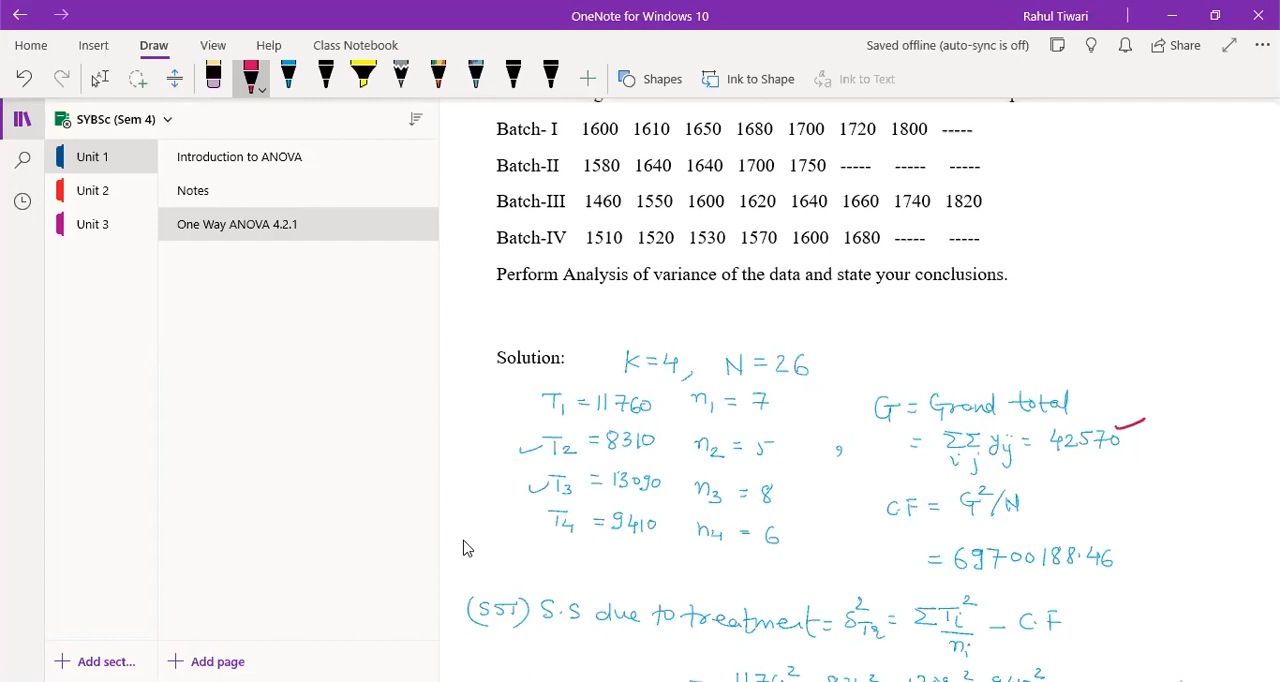 OneNote for Windows 10
Rahul Tiwari
Home Insert Draw View Help Class Notebook
Saved offline (auto-sync is off) Share
Shapes Ink to Shape Ink to Text
SYBSc (Sem 4)
Unit 1
Unit 2
Unit 3
Introduction to ANOVA
Notes
One Way ANOVA 4.2.1
Batch- I 1600 1610 1650 1680 1700 1720 1800 -----
Batch-II 1580 1640 1640 1700 1750 ----- ----- -----
Batch-III 1460 1550 1600 1620 1640 1660 1740 1820
Batch-IV 1510 1520 1530 1570 1600 1680 ----- -----
Perform Analysis of variance of the data and state your conclusions.
Solution: K=4, N=26
T1 = 11760 n1 = 7
T2 = 8310 n2 = 5
T3 = 13090 n3 = 8
T4 = 9410 n4 = 6
,
G = Grand total
= ΣΣ yij = 42570
i j
CF = G²/N
= 69700188.46
(SST) S.S due to treatment = = ΣTi²/ni - C.F
Add sect...
Add page